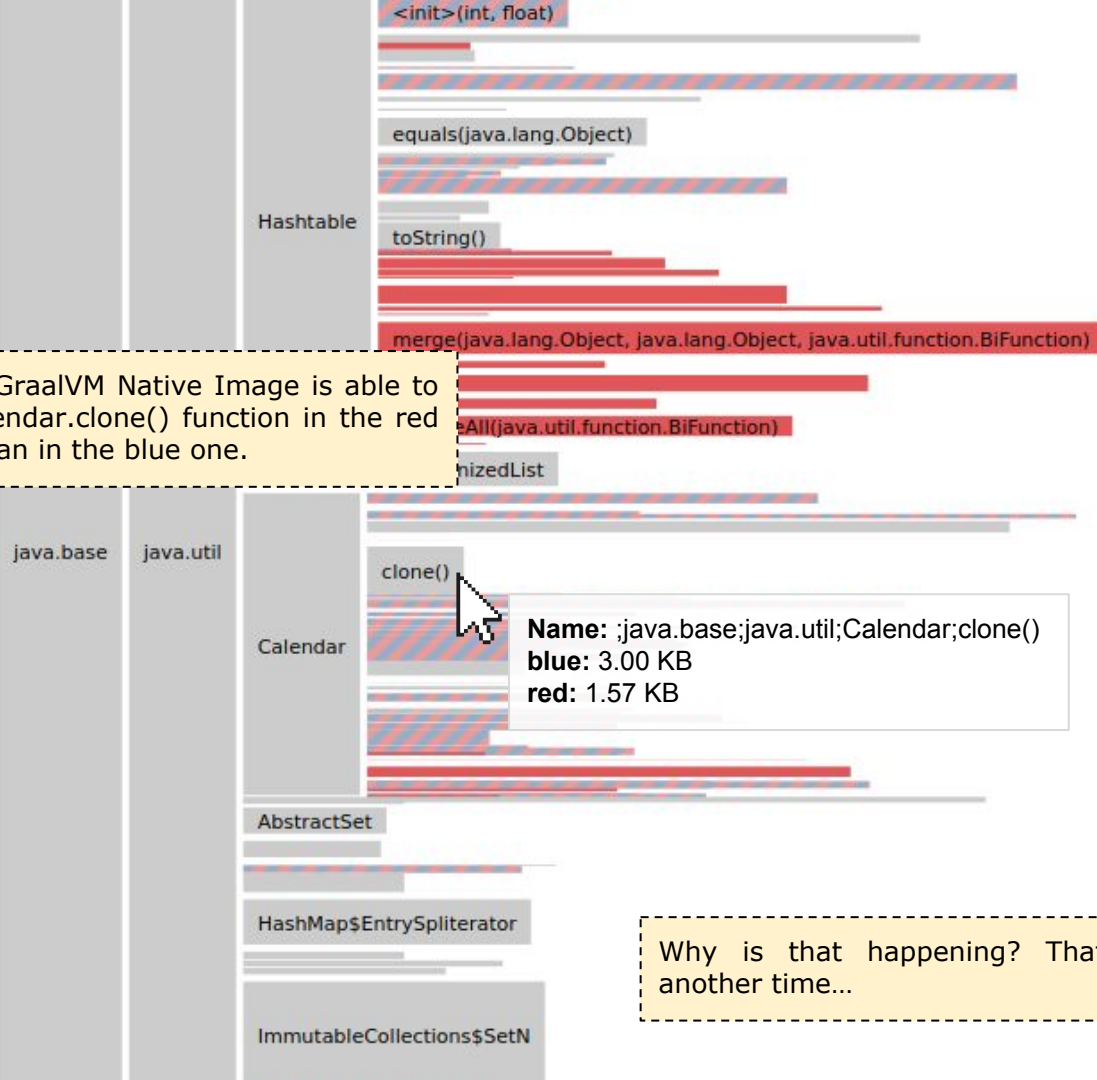 <init>(int, float)
equals(java.lang.Object)
Hashtable
toString()
merge(java.lang.Object, java.lang.Object, java.util.function.BiFunction)
GraalVM Native Image is able to
endar.clone() function in the red
an in the blue one.
eAll(java.util.function.BiFunction)
nizedList
java.base
java.util
clone()
Name: ;java.base;java.util;Calendar;clone()
blue: 3.00 KB
red: 1.57 KB
Calendar
AbstractSet
HashMap$EntrySpliterator
Why is that happening? That
another time…
ImmutableCollections$SetN